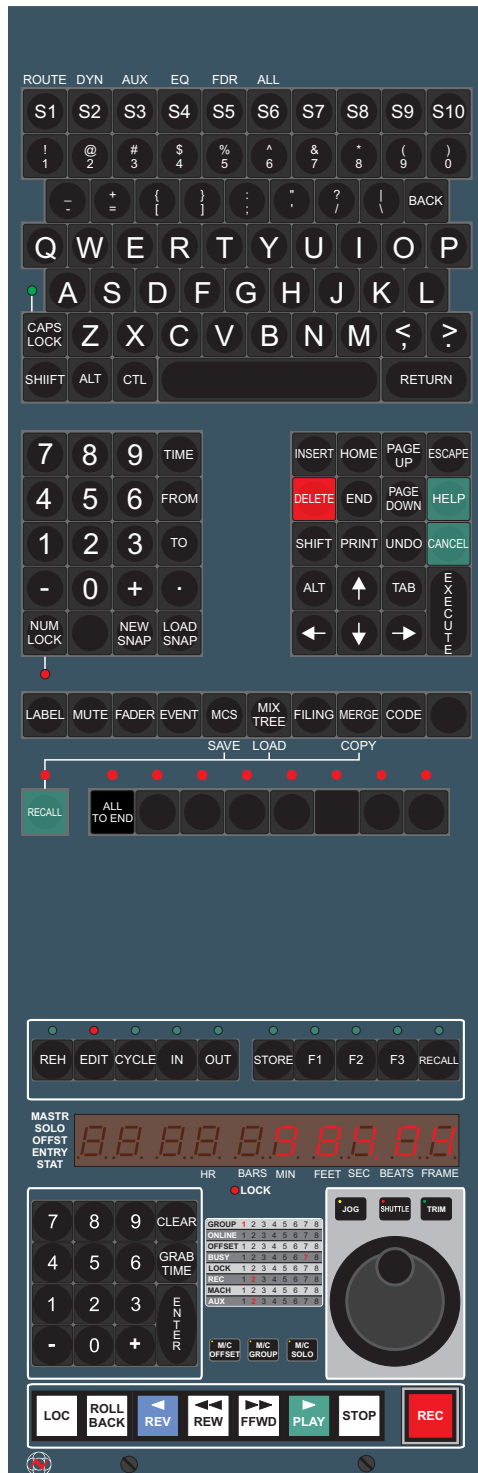 ROUTE DYN AUX EQ FDR ALL
S1 S2 S3 S4 S5 S6 S7 S8 S9 S10
! @ # $ % ^ & * ( )
1 2 3 4 5 6 7 8 9 0
_ + { } : " ? |
- = [ ] ; ' / \ BACK
Q W E R T Y U I O P
A S D F G H J K L
CAPS LOCK Z X C V B N M < , > .
SHIIFT ALT CTL RETURN
7 8 9 TIME
4 5 6 FROM
1 2 3 TO
- 0 + .
NUM LOCK NEW SNAP LOAD SNAP
INSERT HOME PAGE UP ESCAPE
DELETE END PAGE DOWN HELP
SHIFT PRINT UNDO CANCEL
ALT ↑ TAB EXECUTE
← ↓ →
LABEL MUTE FADER EVENT MCS MIX TREE FILING MERGE CODE
SAVE LOAD COPY
RECALL ALL TO END
REH EDIT CYCLE IN OUT STORE F1 F2 F3 RECALL
MASTR
SOLO
OFFST
ENTRY
STAT
HR BARS MIN FEET SEC BEATS FRAME
LOCK
7 8 9 CLEAR
4 5 6 GRAB TIME
1 2 3 ENTER
- 0 +
GROUP 1 2 3 4 5 6 7 8
ONLINE 1 2 3 4 5 6 7 8
OFFSET 1 2 3 4 5 6 7 8
BUSY 1 2 3 4 5 6 7 8
LOCK 1 2 3 4 5 6 7 8
REC 1 2 3 4 5 6 7 8
MACH 1 2 3 4 5 6 7 8
AUX 1 2 3 4 5 6 7 8
M/C OFFSET M/C GROUP M/C SOLO
JOG SHUTTLE TRIM
LOC ROLL BACK REV REW FFWD PLAY STOP REC